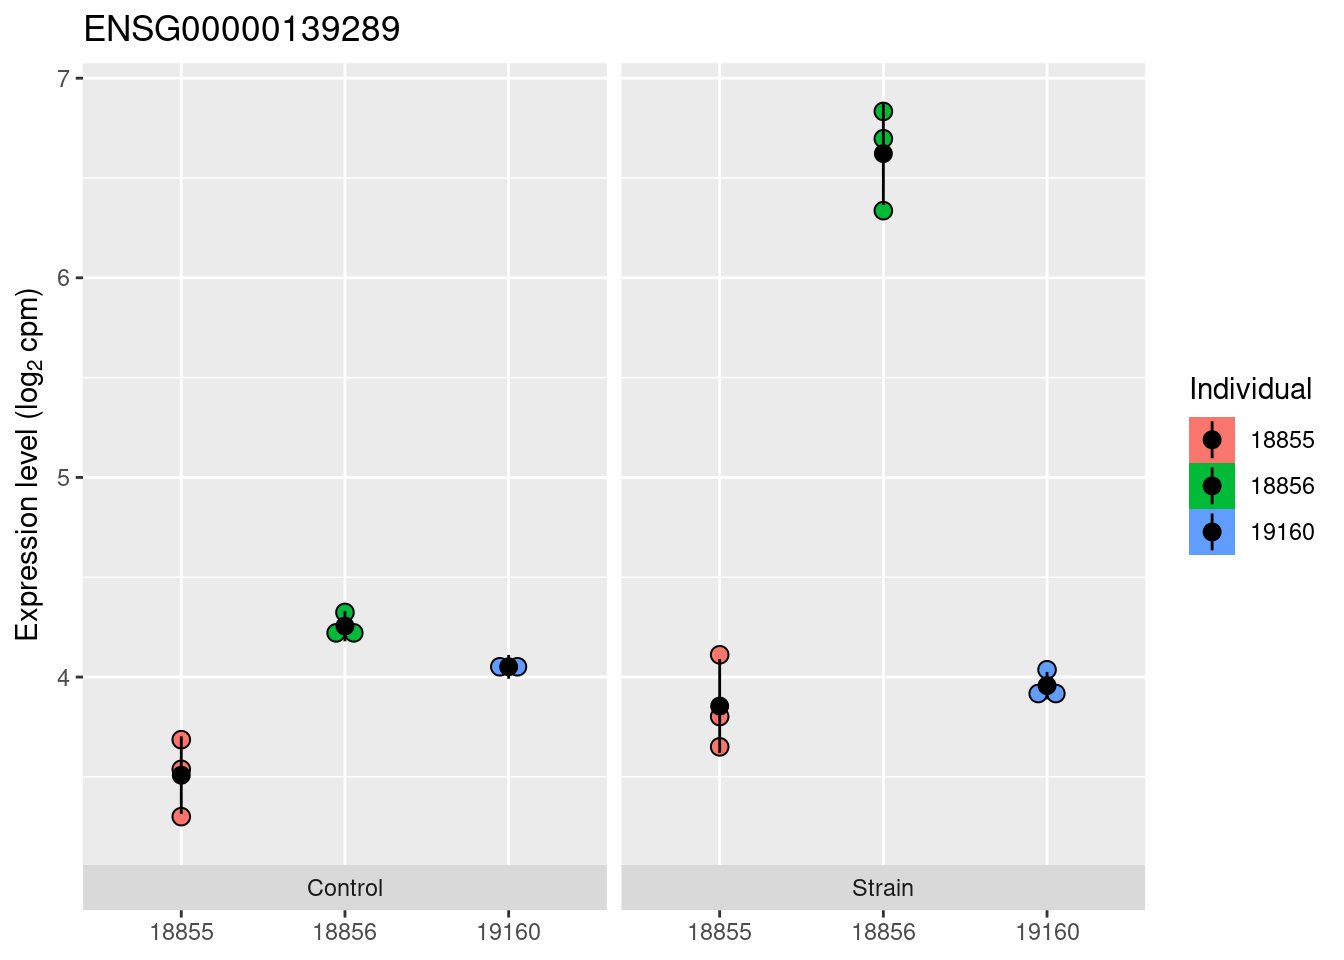 ENSG00000139289
Expression level (log₂ cpm)
7
6
5
4
Control
Strain
18855
18856
19160
18855
18856
19160
Individual
18855
18856
19160